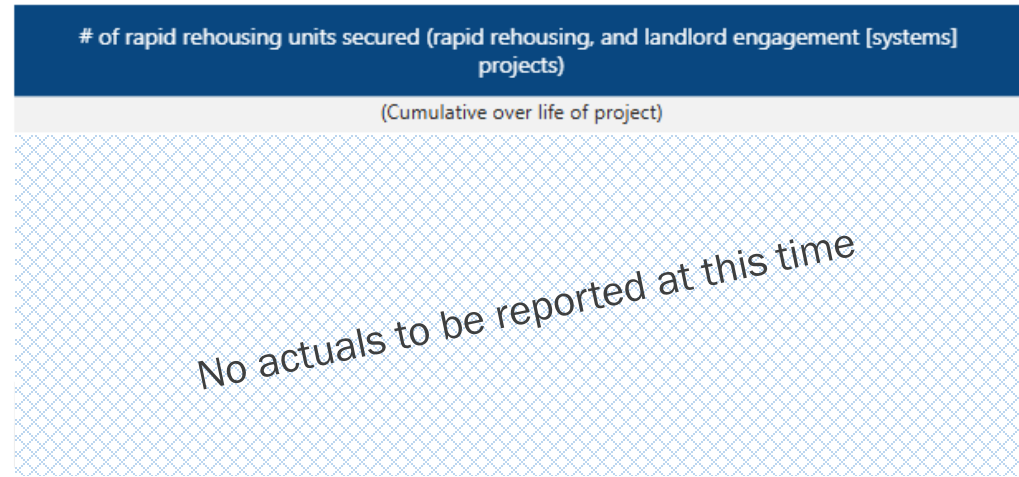 # of rapid rehousing units secured (rapid rehousing, and landlord engagement [systems]
projects)
(Cumulative over life of project)
No actuals to be reported at this time